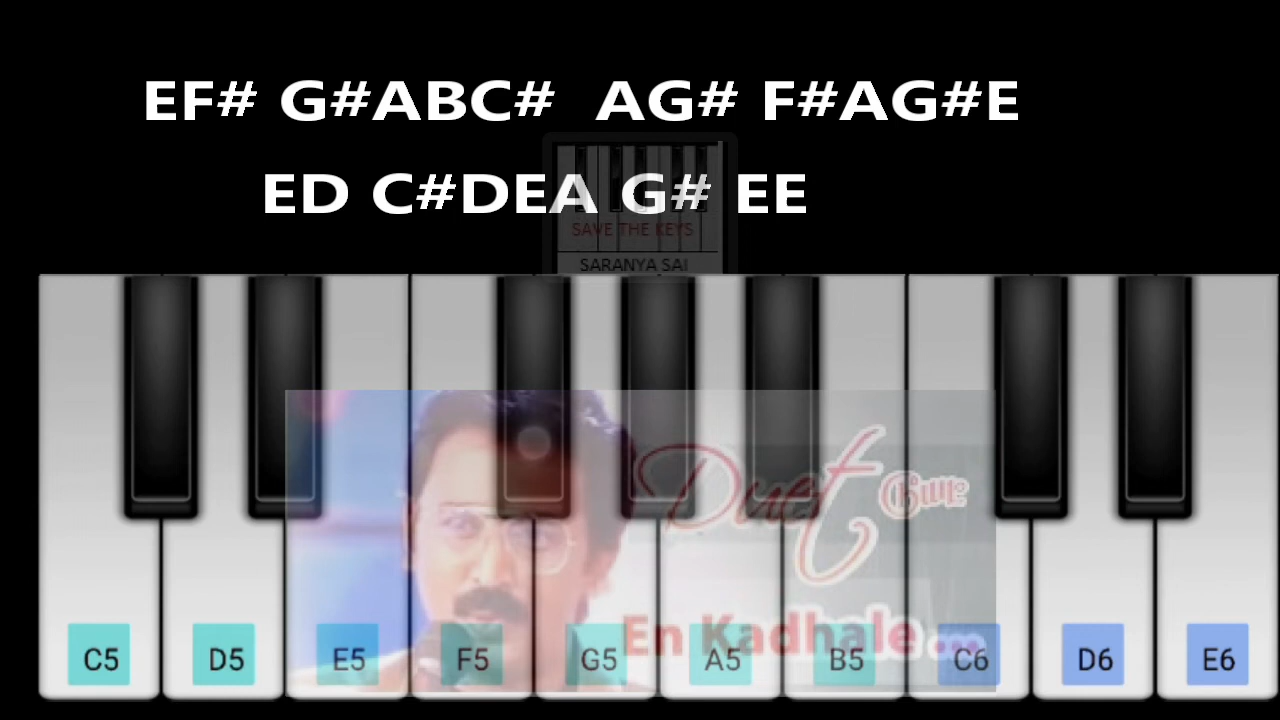 EF# G#ABC# AG# F#AG#E
ED C#DEA G# EE
SAVE THE KEYS
SARANYA SAI
Duet டூயட்
En Kadhale ...
C5 D5 E5 F5 G5 A5 B5 C6 D6 E6